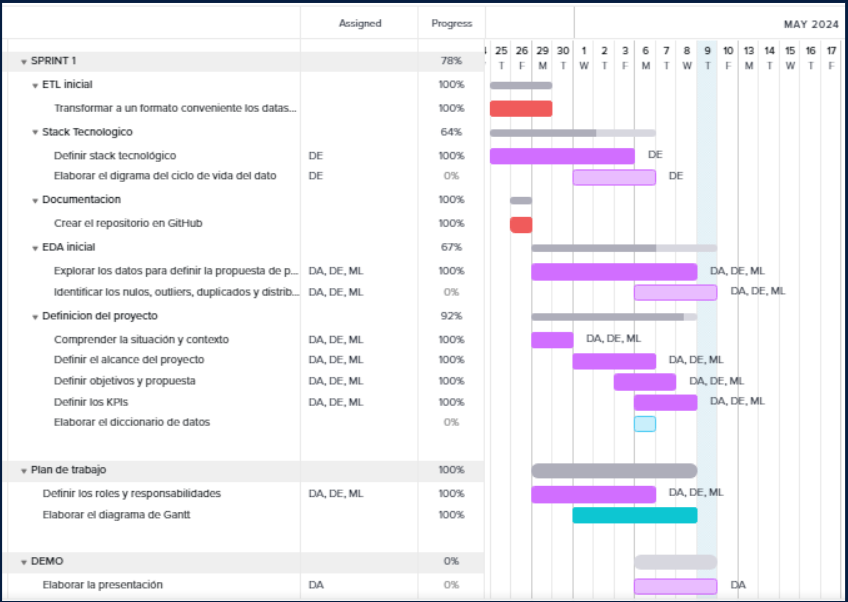 Assigned Progress MAY 2024
25 26 29 30 1 2 3 6 7 8 9 10 13 14 15 16 17
T F M T W T F M T W T F M T W T F
SPRINT 1 78%
ETL inicial 100%
Transformar a un formato conveniente los datas... 100%
Stack Tecnologico 64%
Definir stack tecnológico DE 100% DE
Elaborar el digrama del ciclo de vida del dato DE 0% DE
Documentacion 100%
Crear el repositorio en GitHub 100%
EDA inicial 67%
Explorar los datos para definir la propuesta de p... DA, DE, ML 100% DA, DE, ML
Identificar los nulos, outliers, duplicados y distrib... DA, DE, ML 0% DA, DE, ML
Definicion del proyecto 92%
Comprender la situación y contexto DA, DE, ML 100% DA, DE, ML
Definir el alcance del proyecto DA, DE, ML 100% DA, DE, ML
Definir objetivos y propuesta DA, DE, ML 100% DA, DE, ML
Definir los KPIs DA, DE, ML 100% DA, DE, ML
Elaborar el diccionario de datos 0%
Plan de trabajo 100%
Definir los roles y responsabilidades DA, DE, ML 100% DA, DE, ML
Elaborar el diagrama de Gantt 100%
DEMO 0%
Elaborar la presentación DA 0% DA